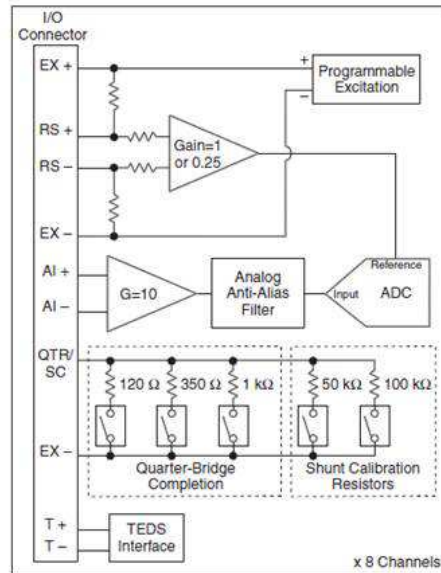 I/O
Connector
EX +
+
Programmable
Excitation
–
RS +
Gain=1
or 0.25
RS –
EX –
Reference
AI +
G=10
Analog
Anti-Alias
Filter
Input
ADC
AI –
QTR/
SC
120 Ω
350 Ω
1 kΩ
50 kΩ
100 kΩ
EX –
Quarter-Bridge
Completion
Shunt Calibration
Resistors
T +
TEDS
Interface
T –
x 8 Channels